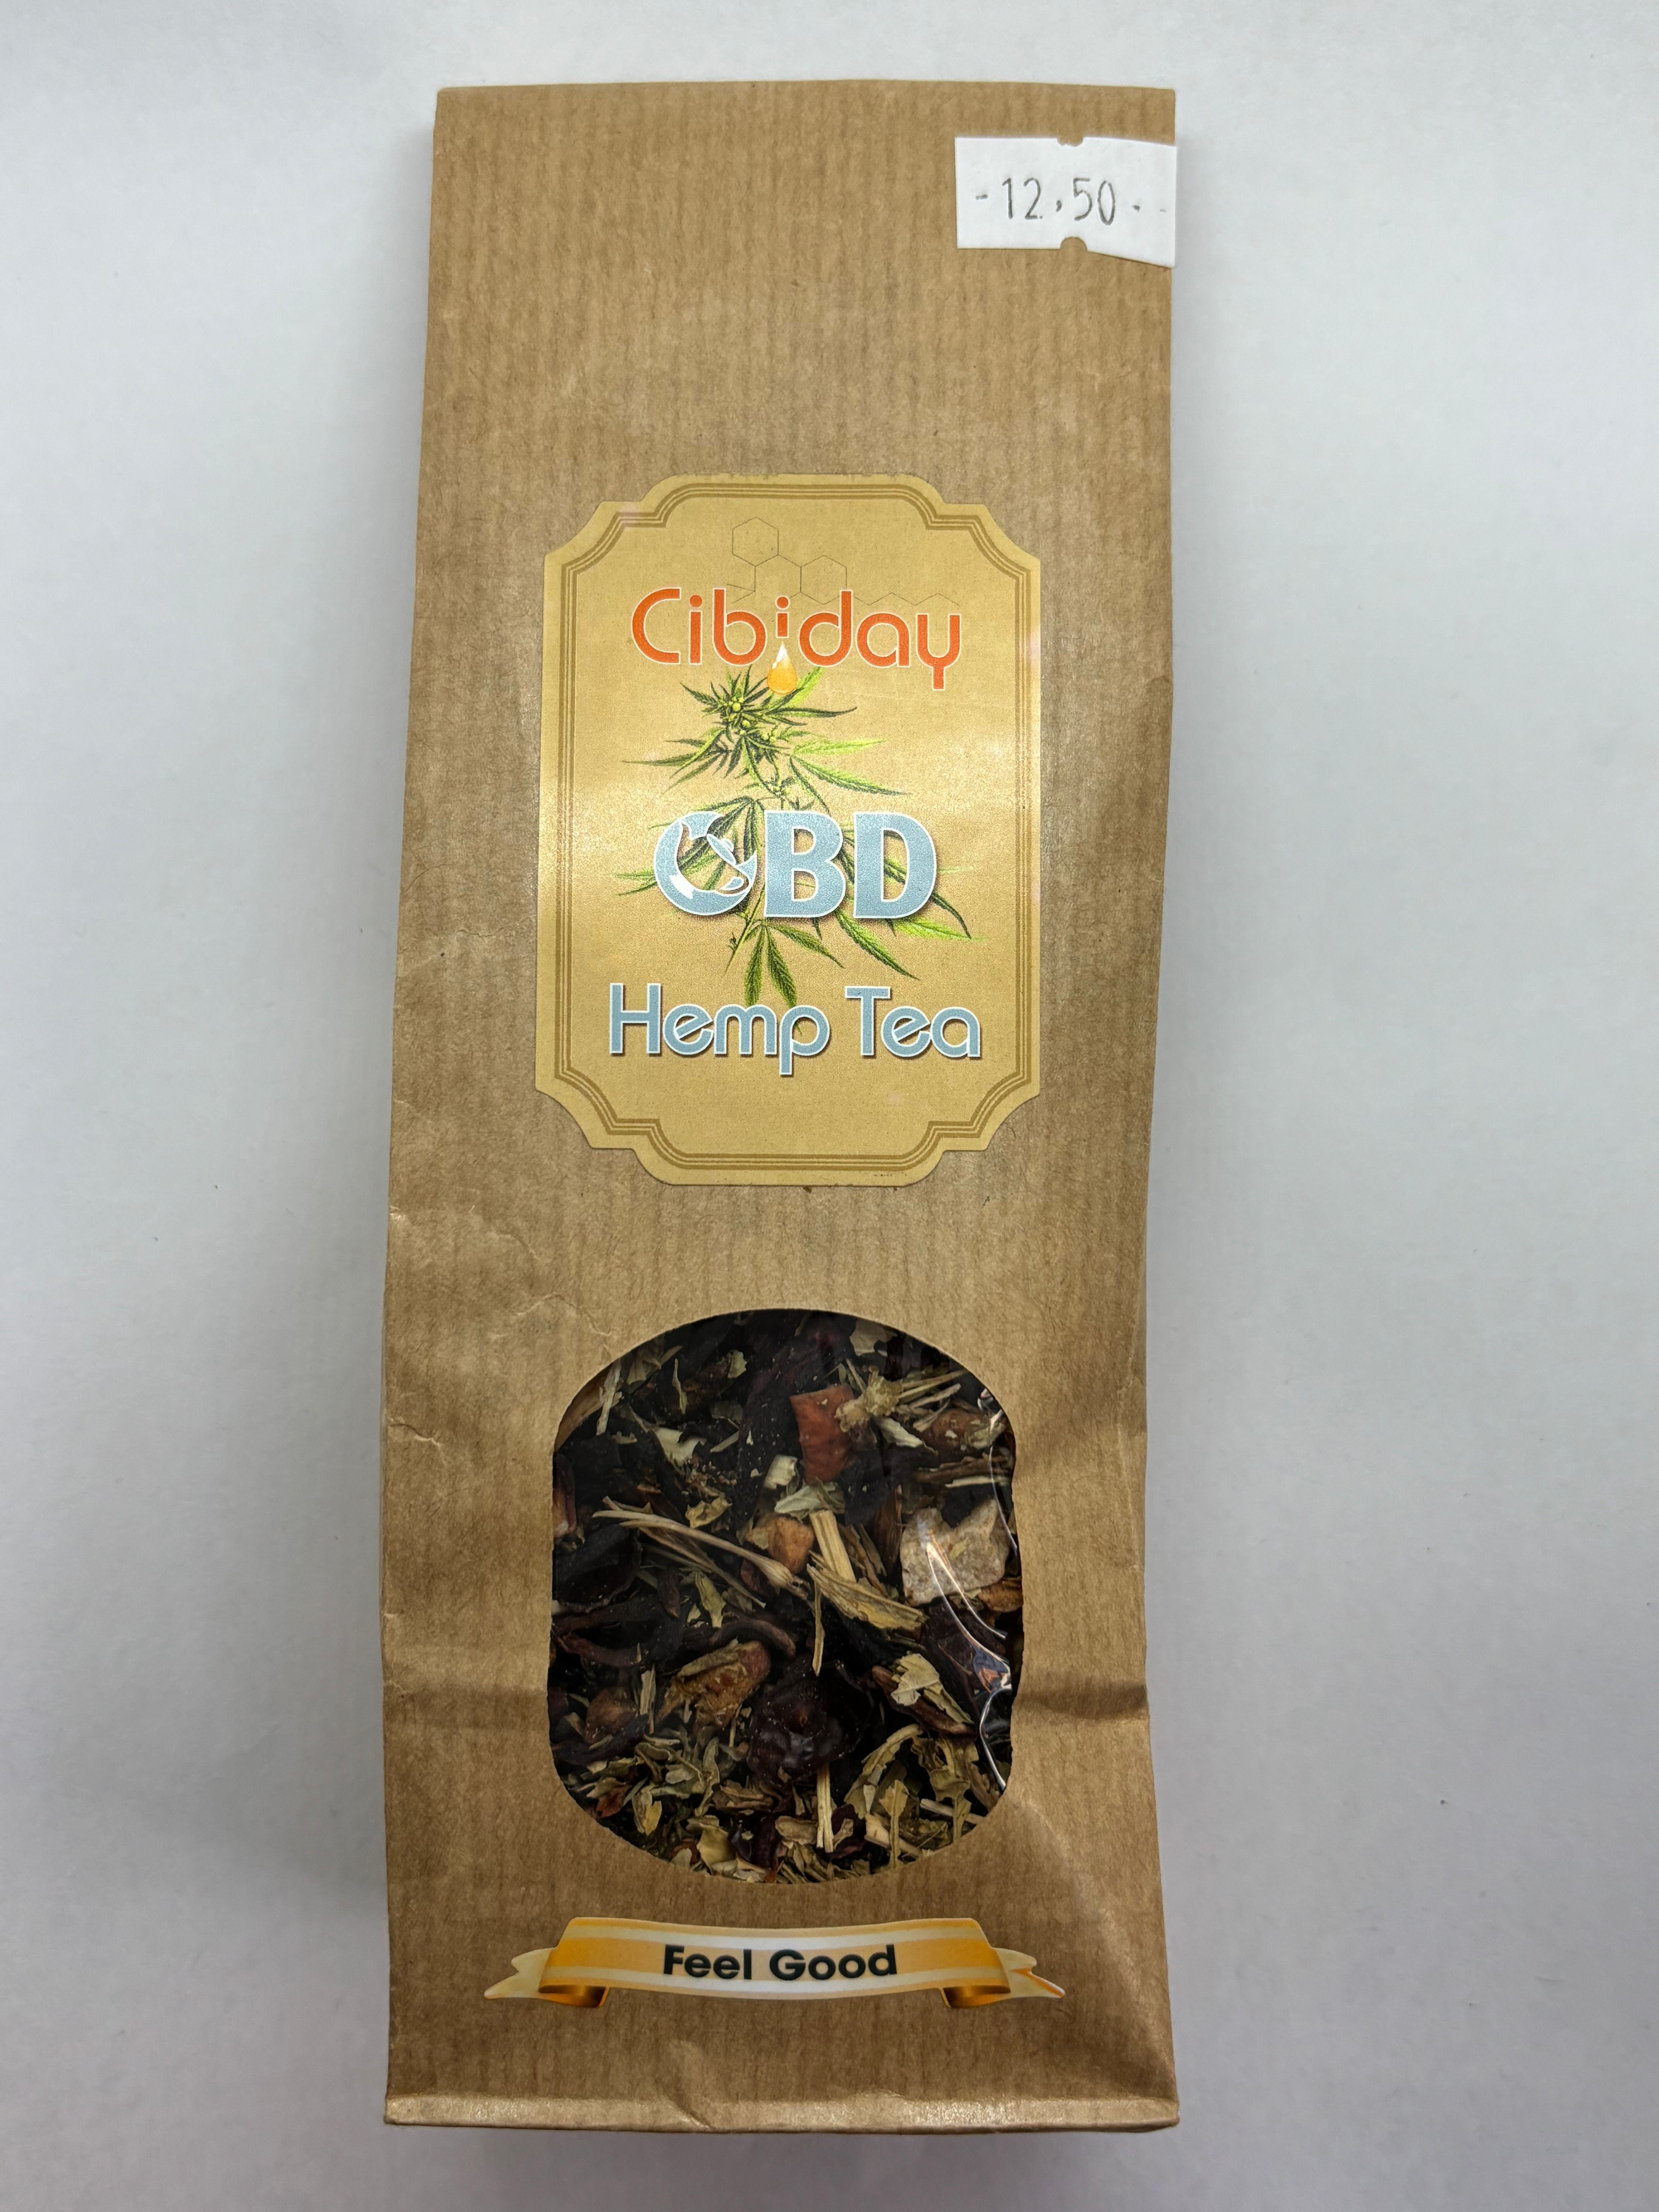 -12,50.-
Cibiday
CBD
Hemp Tea
Feel Good